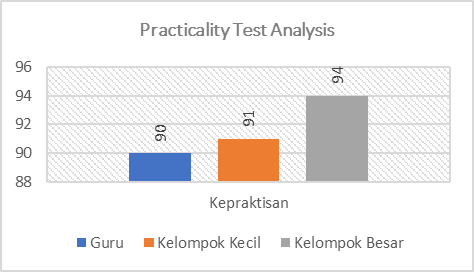 Practicality Test Analysis
96
94
92
90
88
90
91
94
Kepraktisan
Guru
Kelompok Kecil
Kelompok Besar